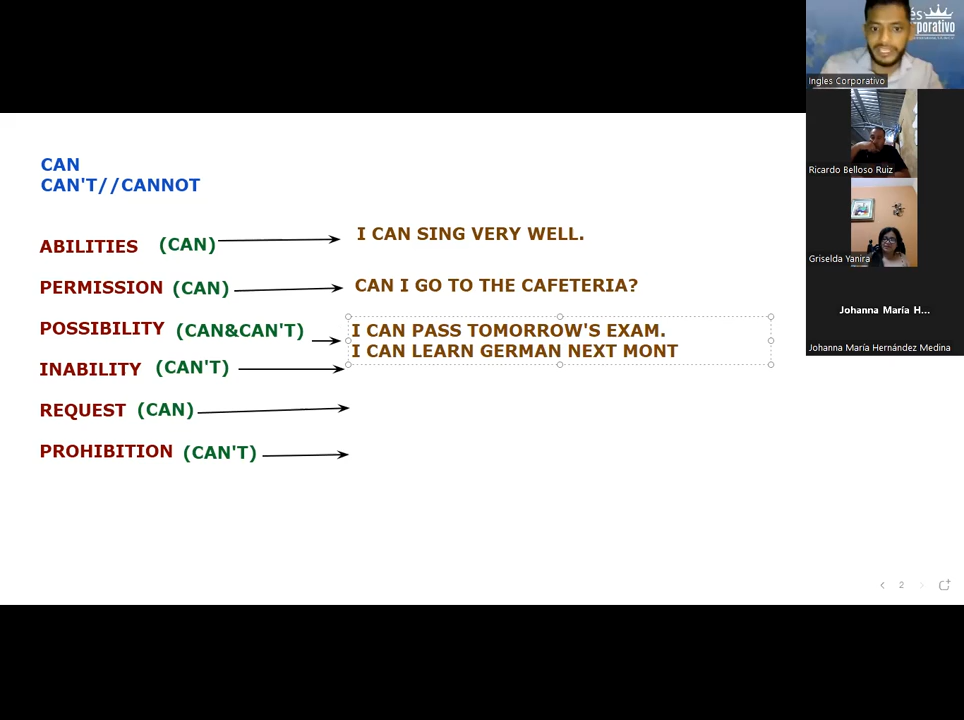 CAN
CAN'T//CANNOT
ABILITIES (CAN) I CAN SING VERY WELL.
PERMISSION (CAN) CAN I GO TO THE CAFETERIA?
POSSIBILITY (CAN&CAN'T) I CAN PASS TOMORROW'S EXAM.
I CAN LEARN GERMAN NEXT MONT
INABILITY (CAN'T)
REQUEST (CAN)
PROHIBITION (CAN'T)
2
Ingles Corporativo
Ricardo Belloso Ruiz
Griselda Yanira
Johanna María H...
Johanna María Hernández Medina